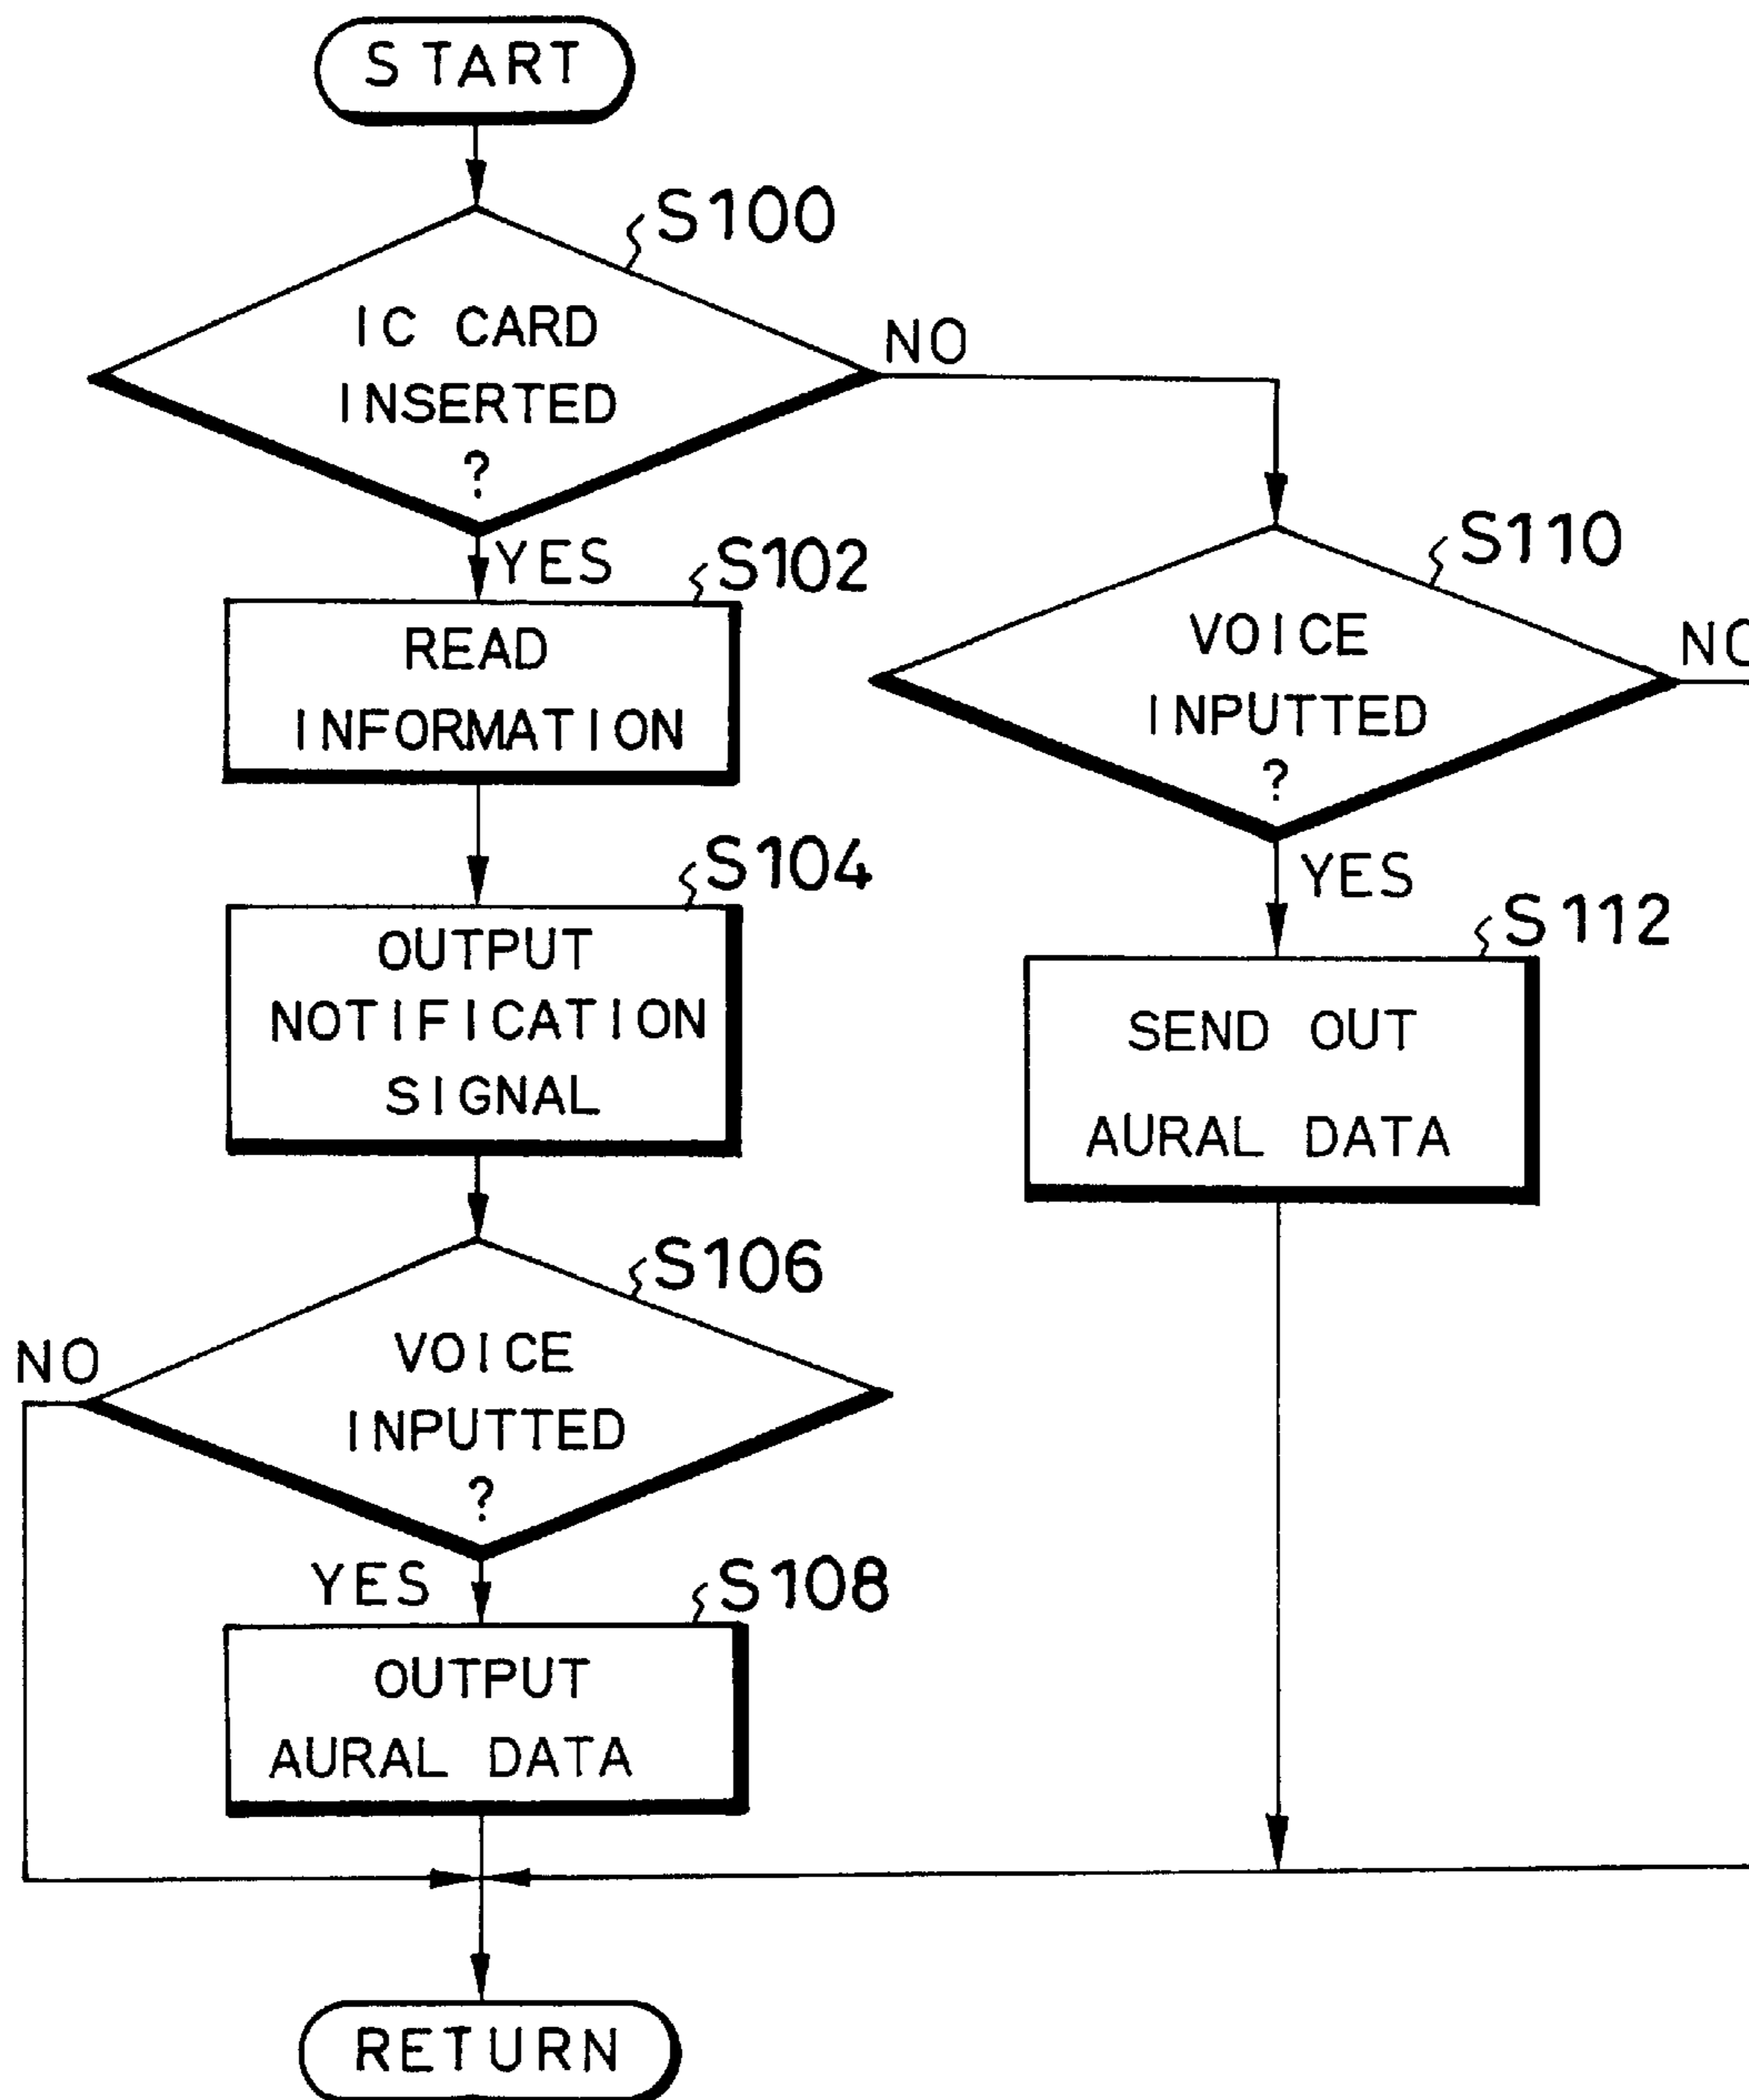 START
S100
IC CARD
INSERTED
?
NO
YES
S102
READ
INFORMATION
S104
OUTPUT
NOTIFICATION
SIGNAL
S106
VOICE
INPUTTED
?
NO
YES
S108
OUTPUT
AURAL DATA
S110
VOICE
INPUTTED
?
NO
YES
S112
SEND OUT
AURAL DATA
RETURN